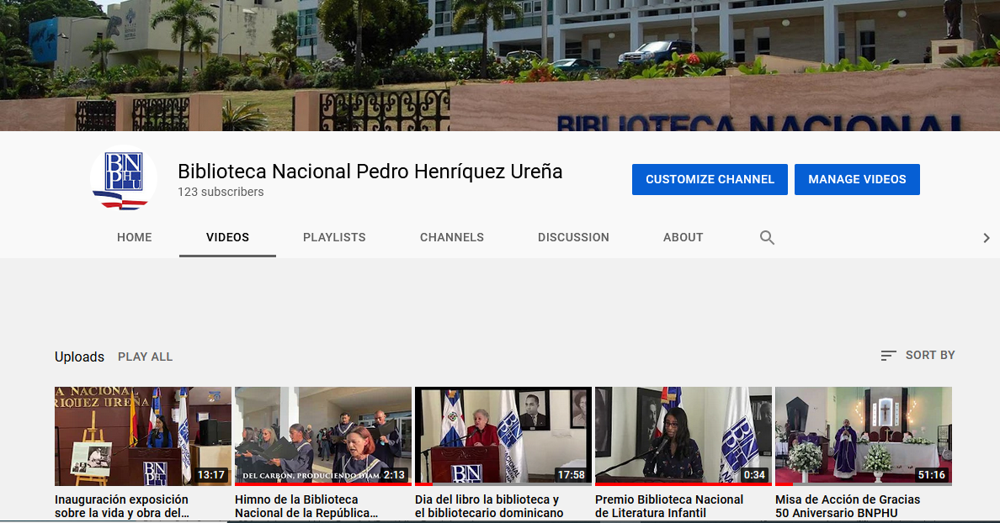 BIBLIOTECA NACIONAL
BNPHU
Biblioteca Nacional Pedro Henríquez Ureña
123 subscribers
CUSTOMIZE CHANNEL
MANAGE VIDEOS
HOME
VIDEOS
PLAYLISTS
CHANNELS
DISCUSSION
ABOUT
Uploads
PLAY ALL
SORT BY
A NACIONAL
RIQUEZ UREÑA
BN
13:17
DEL CARBÓN, PRODUCIENDO DIAM
2:13
BN
17:58
BNPH
0:34
51:16
Inauguración exposición
sobre la vida y obra del...
Himno de la Biblioteca
Nacional de la República...
Dia del libro la biblioteca y
el bibliotecario dominicano
Premio Biblioteca Nacional
de Literatura Infantil
Misa de Acción de Gracias
50 Aniversario BNPHU